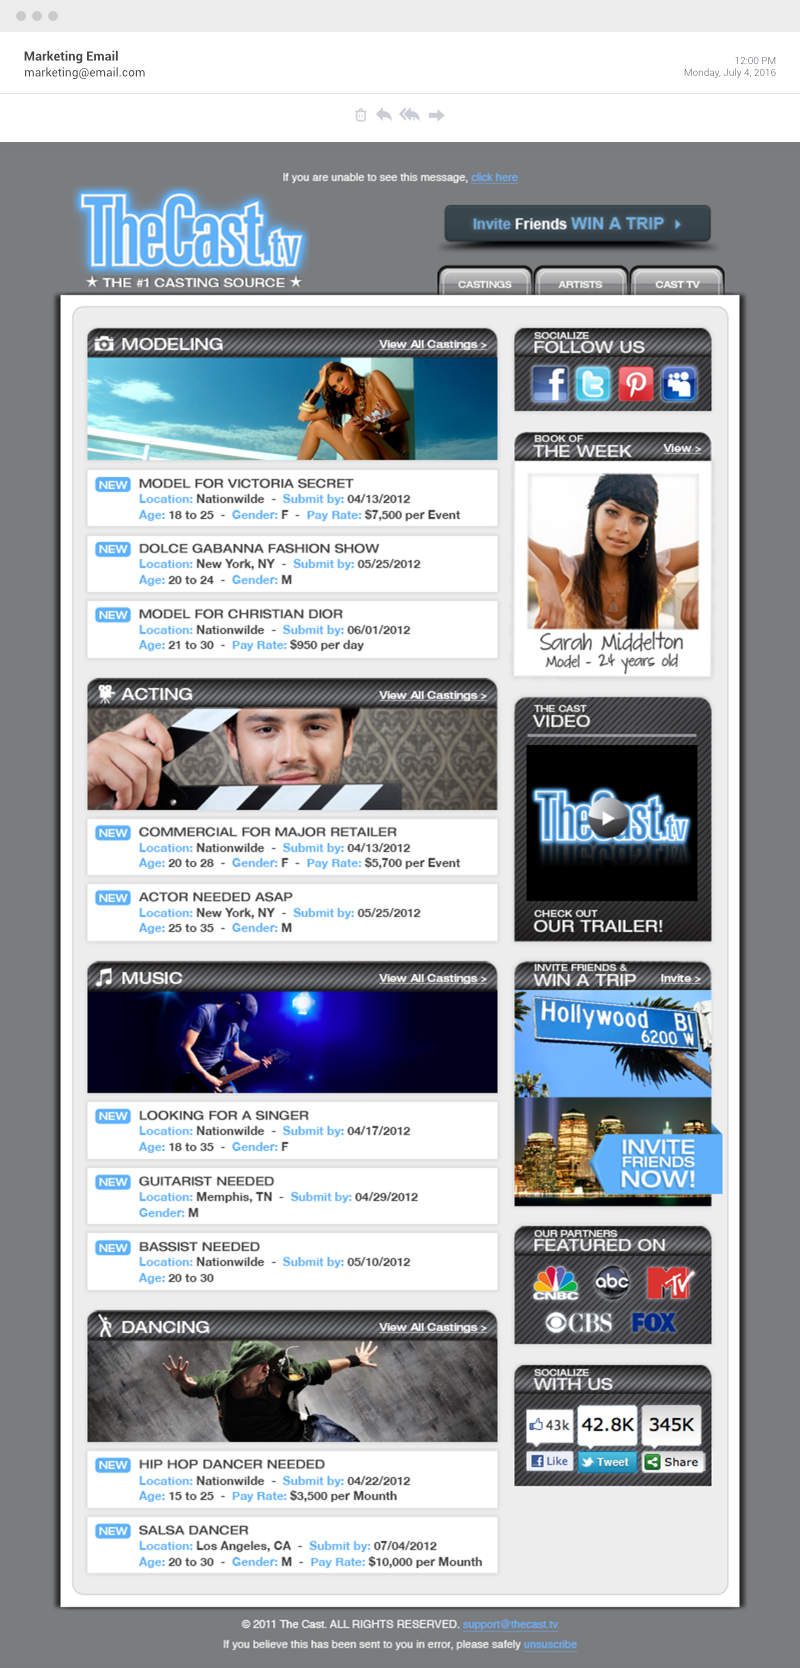 Marketing Email
marketing@email.com
12:00 PM
Monday, July 4, 2016
If you are unable to see this message, click here
TheCast.tv
★ THE #1 CASTING SOURCE ★
Invite Friends WIN A TRIP
CASTINGS
ARTISTS
CAST TV
MODELING
View All Castings >
NEW
MODEL FOR VICTORIA SECRET
Location: Nationwilde - Submit by: 04/13/2012
Age: 18 to 25 - Gender: F - Pay Rate: $7,500 per Event
NEW
DOLCE GABANNA FASHION SHOW
Location: New York, NY - Submit by: 05/25/2012
Age: 20 to 24 - Gender: M
NEW
MODEL FOR CHRISTIAN DIOR
Location: Nationwilde - Submit by: 06/01/2012
Age: 21 to 30 - Pay Rate: $950 per day
ACTING
View All Castings >
NEW
COMMERCIAL FOR MAJOR RETAILER
Location: Nationwilde - Submit by: 04/13/2012
Age: 20 to 28 - Gender: F - Pay Rate: $5,700 per Event
NEW
ACTOR NEEDED ASAP
Location: New York, NY - Submit by: 05/25/2012
Age: 25 to 35 - Gender: M
MUSIC
View All Castings >
NEW
LOOKING FOR A SINGER
Location: Nationwilde - Submit by: 04/17/2012
Age: 18 to 35 - Gender: F
NEW
GUITARIST NEEDED
Location: Memphis, TN - Submit by: 04/29/2012
Gender: M
NEW
BASSIST NEEDED
Location: Nationwilde - Submit by: 05/10/2012
Age: 20 to 30
DANCING
View All Castings >
NEW
HIP HOP DANCER NEEDED
Location: Nationwilde - Submit by: 04/22/2012
Age: 15 to 25 - Pay Rate: $3,500 per Mounth
NEW
SALSA DANCER
Location: Los Angeles, CA - Submit by: 07/04/2012
Age: 20 to 30 - Gender: M - Pay Rate: $10,000 per Mounth
SOCIALIZE
FOLLOW US
BOOK OF
THE WEEK
View >
Sarah Middelton
Model - 24 years old
THE CAST
VIDEO
TheCast.tv
CHECK OUT
OUR TRAILER!
INVITE FRIENDS &
WIN A TRIP
Invite >
Hollywood Bl
6200 W
INVITE
FRIENDS
NOW!
OUR PARTNERS
FEATURED ON
CNBC
abc
MTV
CBS
FOX
SOCIALIZE
WITH US
43k
42.8K
345K
Like
Tweet
Share
© 2011 The Cast. ALL RIGHTS RESERVED. support@thecast.tv
If you believe this has been sent to you in error, please safely unsuscribe